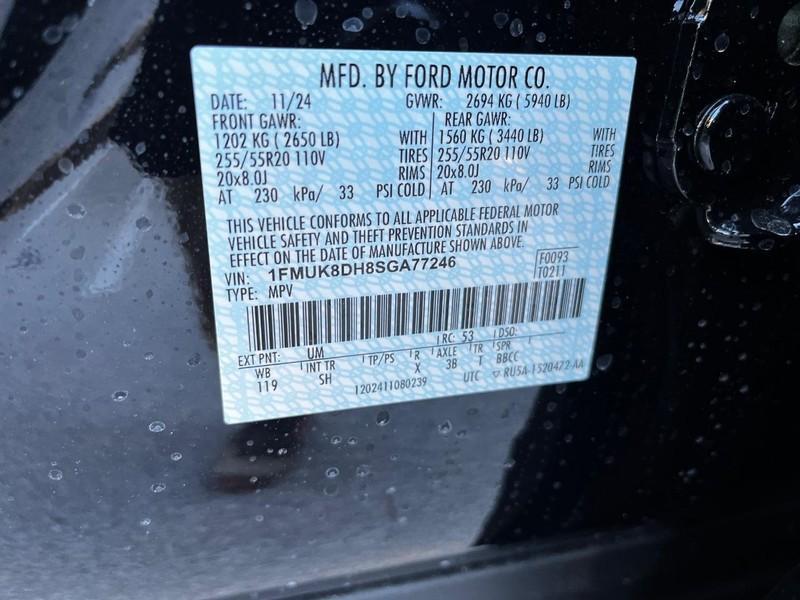 MFD. BY FORD MOTOR CO.
DATE: 11/24 GVWR: 2694 KG ( 5940 LB)
FRONT GAWR: REAR GAWR:
1202 KG ( 2650 LB) WITH 1560 KG ( 3440 LB) WITH
255/55R20 110V TIRES 255/55R20 110V TIRES
20x8.0J RIMS 20x8.0J RIMS
AT 230 kPa/ 33 PSI COLD AT 230 kPa/ 33 PSI COLD
THIS VEHICLE CONFORMS TO ALL APPLICABLE FEDERAL MOTOR
VEHICLE SAFETY AND THEFT PREVENTION STANDARDS IN
EFFECT ON THE DATE OF MANUFACTURE SHOWN ABOVE.
VIN: 1FMUK8DH8SGA77246 F0093
TYPE: MPV T0211
EXT PNT: UM RC: 53 DSO:
WB INT TR TP/PS R AXLE TR SPR
119 SH X 3B T BBCC
1202411080239 UTC ▽ RU5A-1520472-AA